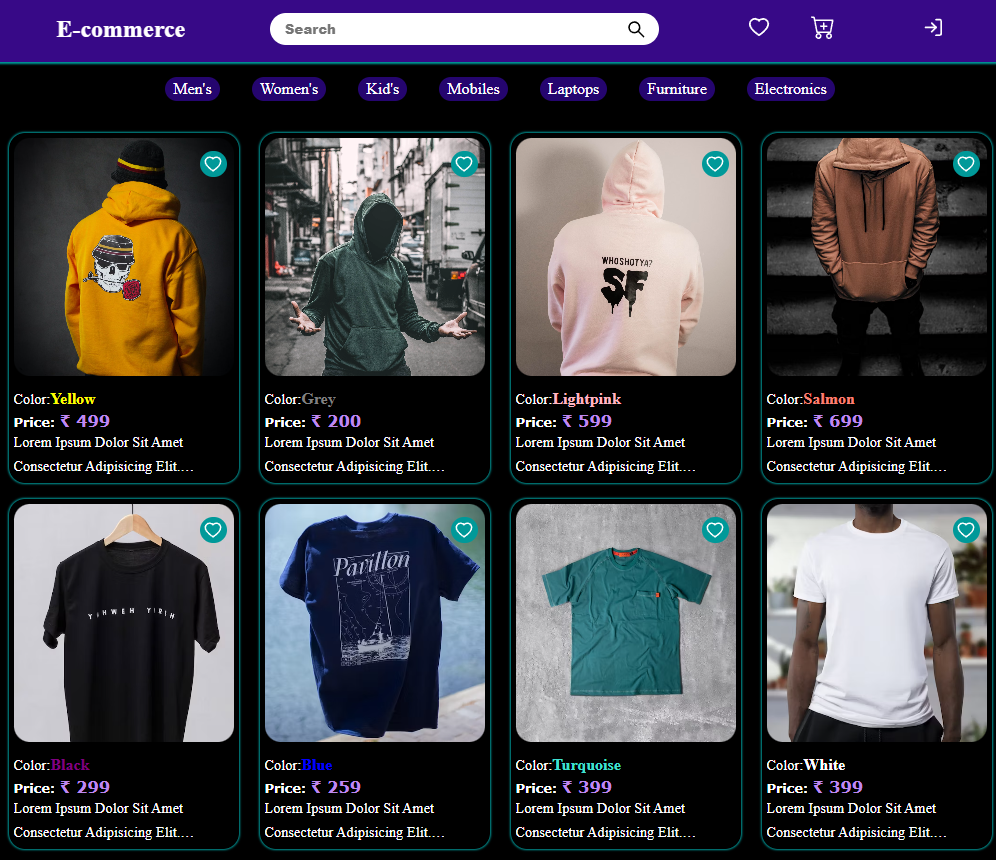 E-commerce
Search
Men's Women's Kid's Mobiles Laptops Furniture Electronics
WHOSHOTYA?
SF
Color:Yellow
Price: ₹ 499
Lorem Ipsum Dolor Sit Amet
Consectetur Adipisicing Elit....
Color:Grey
Price: ₹ 200
Lorem Ipsum Dolor Sit Amet
Consectetur Adipisicing Elit....
Color:Lightpink
Price: ₹ 599
Lorem Ipsum Dolor Sit Amet
Consectetur Adipisicing Elit....
Color:Salmon
Price: ₹ 699
Lorem Ipsum Dolor Sit Amet
Consectetur Adipisicing Elit....
YAHWEH YIRIH
Pavillon
Color:Black
Price: ₹ 299
Lorem Ipsum Dolor Sit Amet
Consectetur Adipisicing Elit....
Color:Blue
Price: ₹ 259
Lorem Ipsum Dolor Sit Amet
Consectetur Adipisicing Elit....
Color:Turquoise
Price: ₹ 399
Lorem Ipsum Dolor Sit Amet
Consectetur Adipisicing Elit....
Color:White
Price: ₹ 399
Lorem Ipsum Dolor Sit Amet
Consectetur Adipisicing Elit....